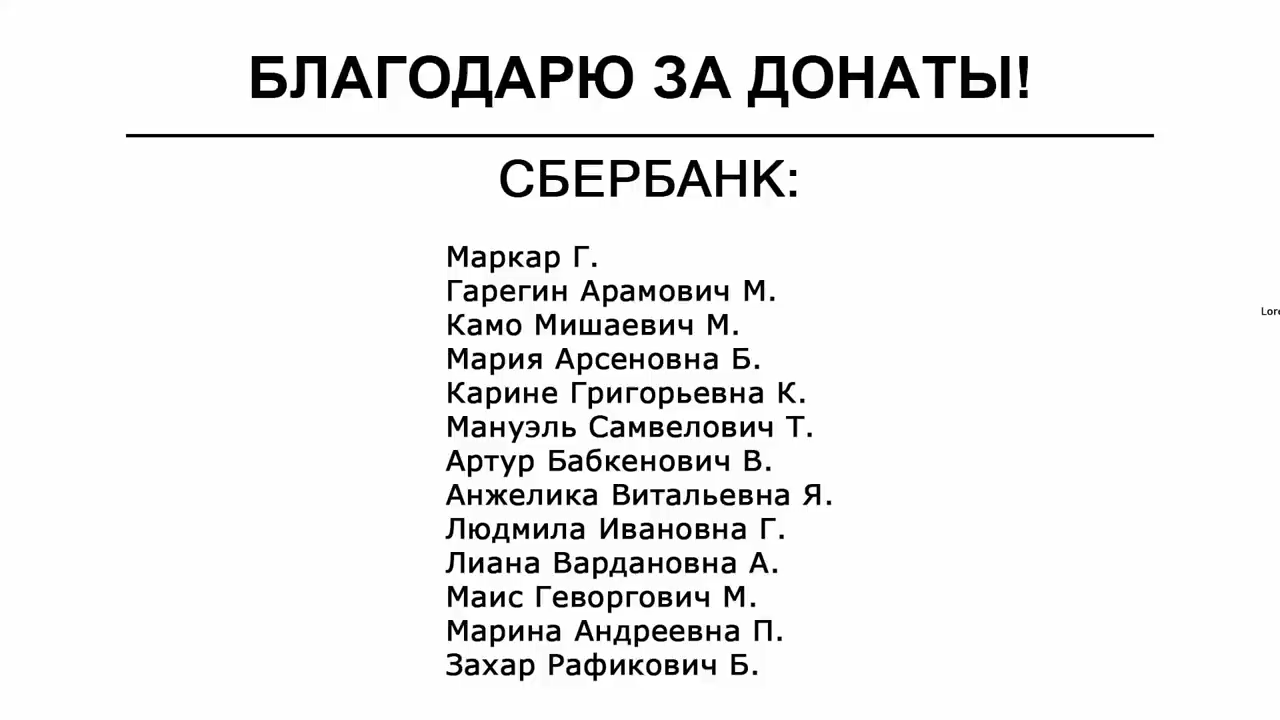 БЛАГОДАРЮ ЗА ДОНАТЫ!
СБЕРБАНК:
Маркар Г.
Гарегин Арамович М.
Камо Мишаевич М.
Мария Арсеновна Б.
Карине Григорьевна К.
Мануэль Самвелович Т.
Артур Бабкенович В.
Анжелика Витальевна Я.
Людмила Ивановна Г.
Лиана Вардановна А.
Маис Геворгович М.
Марина Андреевна П.
Захар Рафикович Б.